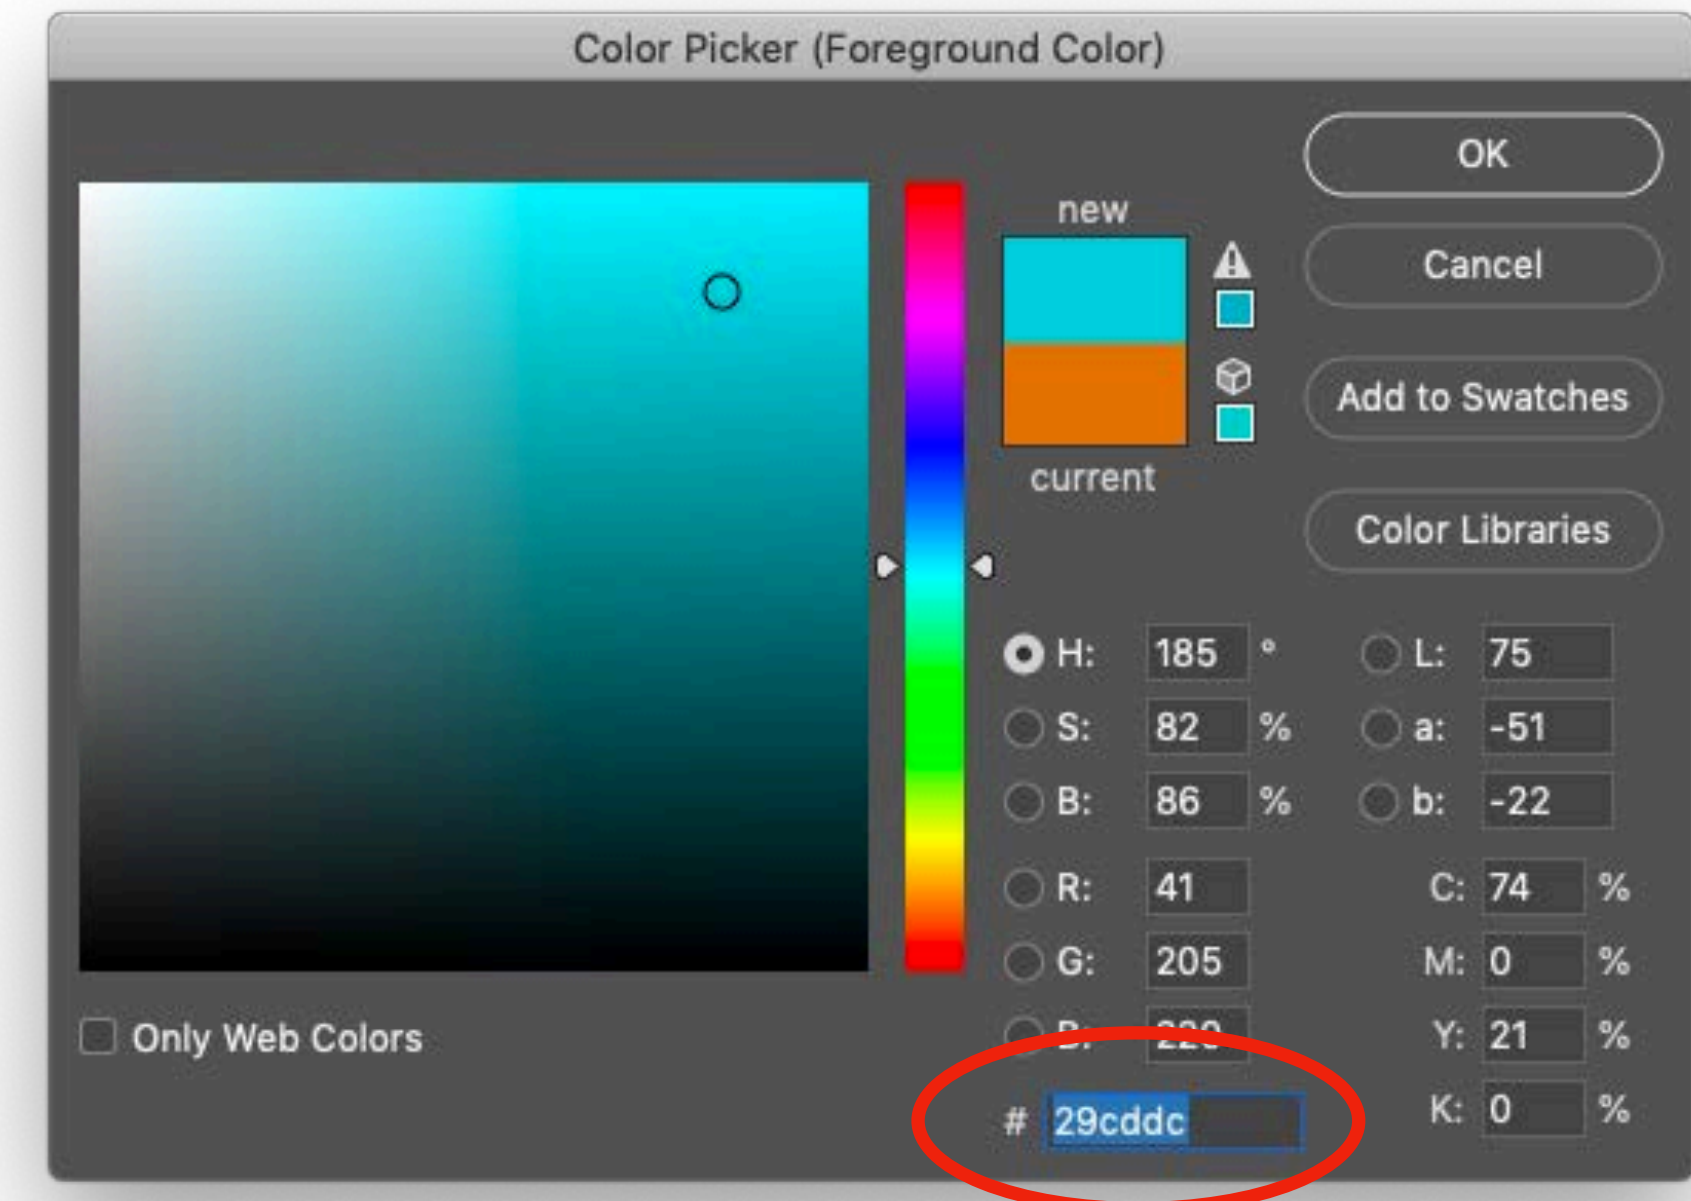 Color Picker (Foreground Color)
new
current
OK
Cancel
Add to Swatches
Color Libraries
H: 185 °
S: 82 %
B: 86 %
R: 41
G: 205
B: 220
# 29cddc
L: 75
a: -51
b: -22
C: 74 %
M: 0 %
Y: 21 %
K: 0 %
Only Web Colors